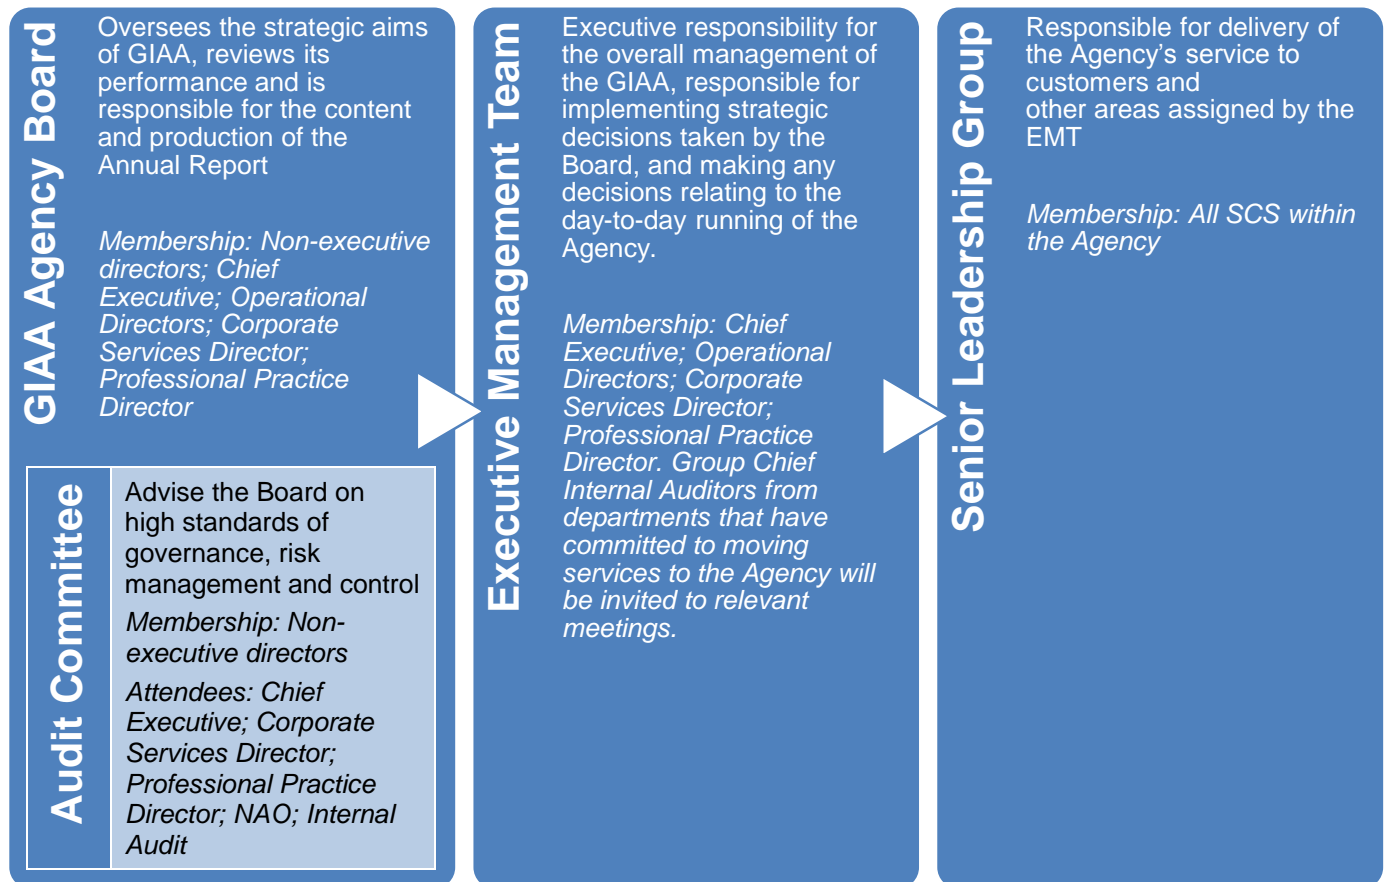 GIAA Agency Board
Oversees the strategic aims
of GIAA, reviews its
performance and is
responsible for the content
and production of the
Annual Report
Membership: Non-executive
directors; Chief
Executive; Operational
Directors; Corporate
Services Director;
Professional Practice
Director
Audit Committee
Advise the Board on
high standards of
governance, risk
management and control
Membership: Non-
executive directors
Attendees: Chief
Executive; Corporate
Services Director;
Professional Practice
Director; NAO; Internal
Audit
Executive Management Team
Executive responsibility for
the overall management of
the GIAA, responsible for
implementing strategic
decisions taken by the
Board, and making any
decisions relating to the
day-to-day running of the
Agency.
Membership: Chief
Executive; Operational
Directors; Corporate
Services Director;
Professional Practice
Director. Group Chief
Internal Auditors from
departments that have
committed to moving
services to the Agency will
be invited to relevant
meetings.
Senior Leadership Group
Responsible for delivery of
the Agency’s service to
customers and
other areas assigned by the
EMT
Membership: All SCS within
the Agency